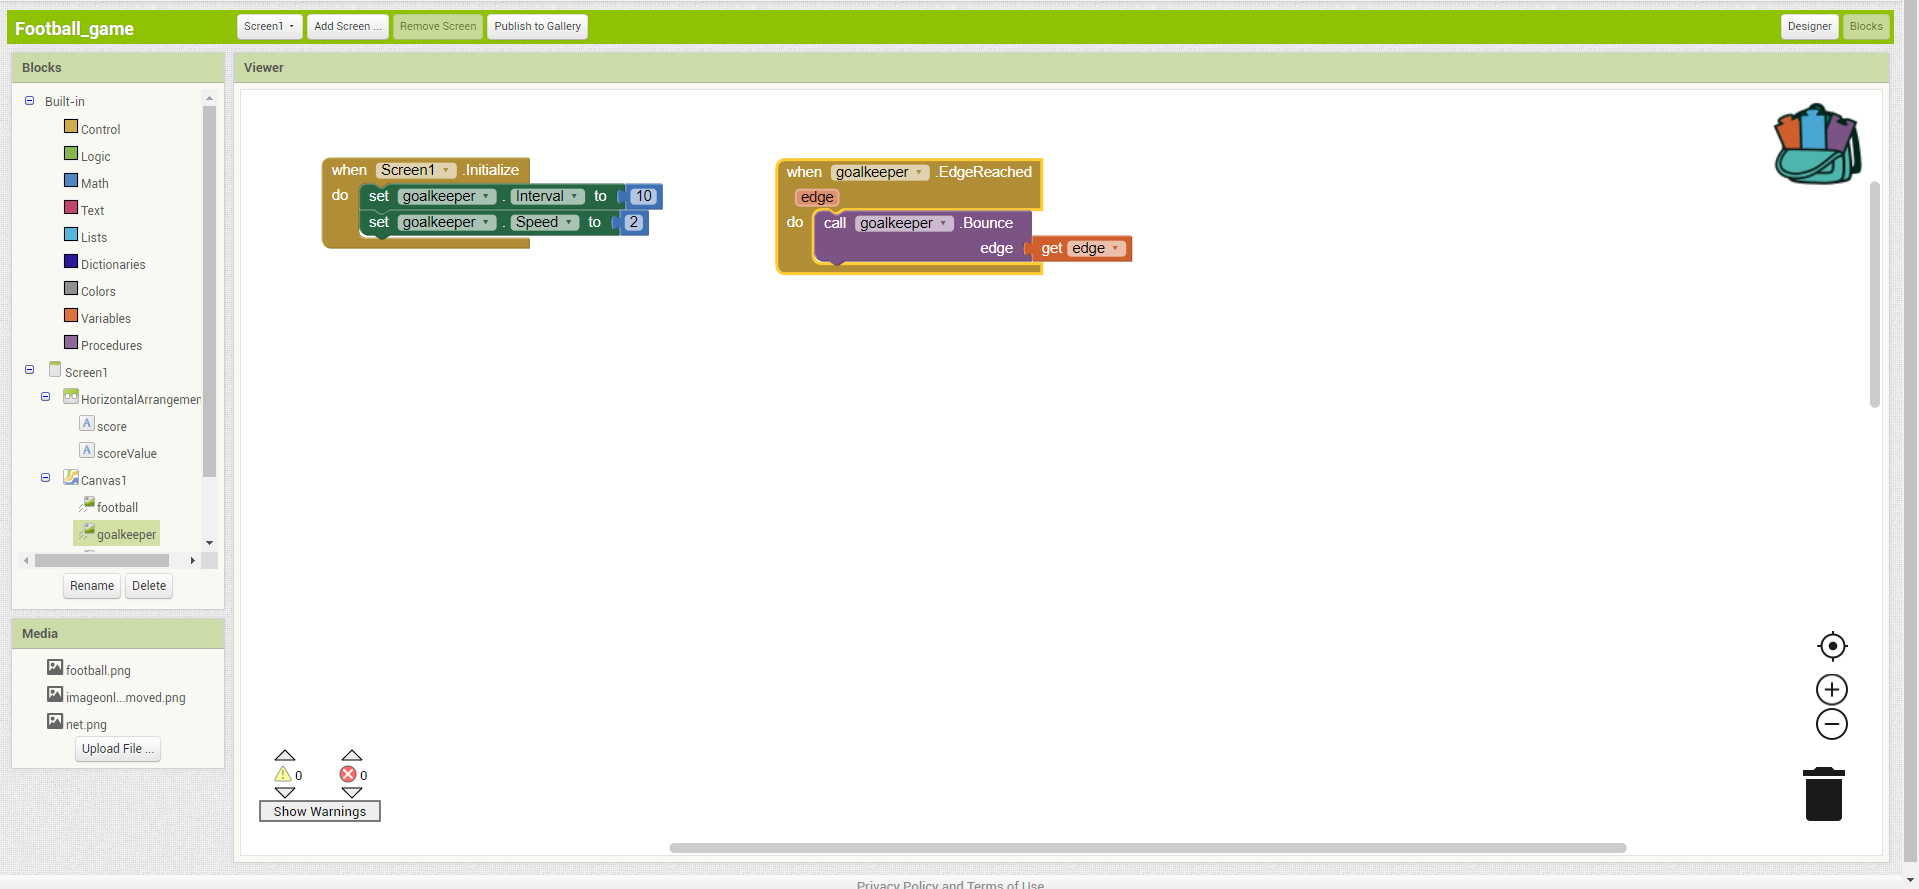 Football_game
Screen1
Add Screen ...
Remove Screen
Publish to Gallery
Designer
Blocks
Blocks
Viewer
Built-in
Control
Logic
Math
Text
Lists
Dictionaries
Colors
Variables
Procedures
Screen1
HorizontalArrangemen
score
scoreValue
Canvas1
football
goalkeeper
Rename
Delete
Media
football.png
imageonl...moved.png
net.png
Upload File ...
when Screen1 .Initialize
do set goalkeeper . Interval to 10
set goalkeeper . Speed to 2
when goalkeeper .EdgeReached
edge
do call goalkeeper .Bounce
edge get edge
0
0
Show Warnings
Privacy Policy and Terms of Use